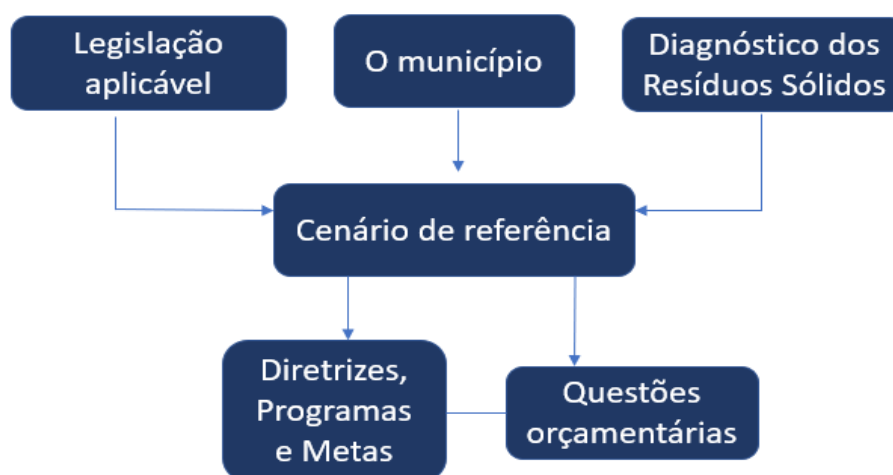 Legislação
aplicável
O município
Diagnóstico dos
Resíduos Sólidos
Cenário de referência
Diretrizes,
Programas
e Metas
Questões
orçamentárias